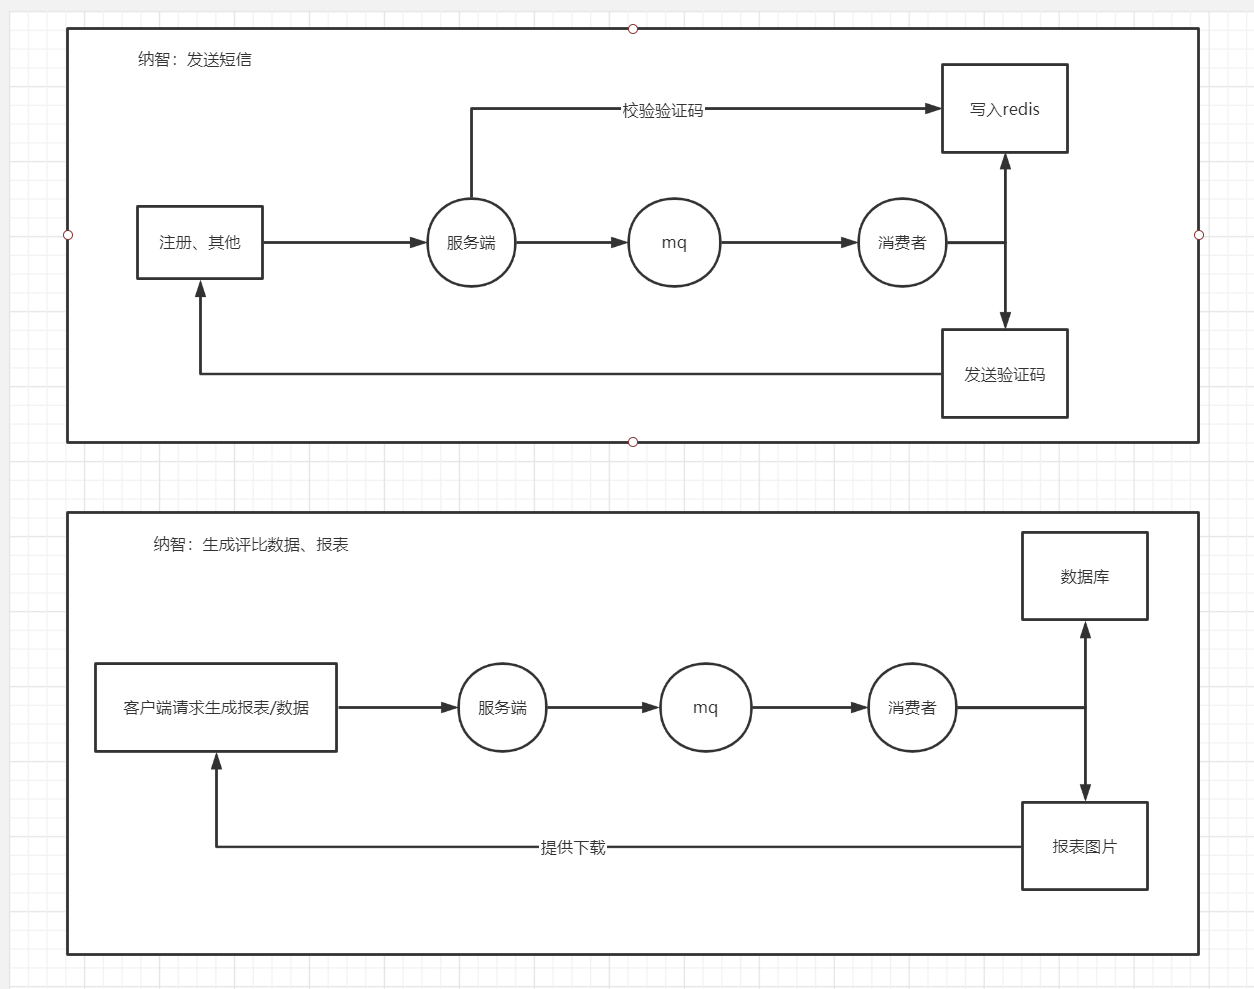 纳智：发送短信
写入redis
校验验证码
注册、其他
服务端
mq
消费者
发送验证码
纳智：生成评比数据、报表
数据库
客户端请求生成报表/数据
服务端
mq
消费者
提供下载
报表图片